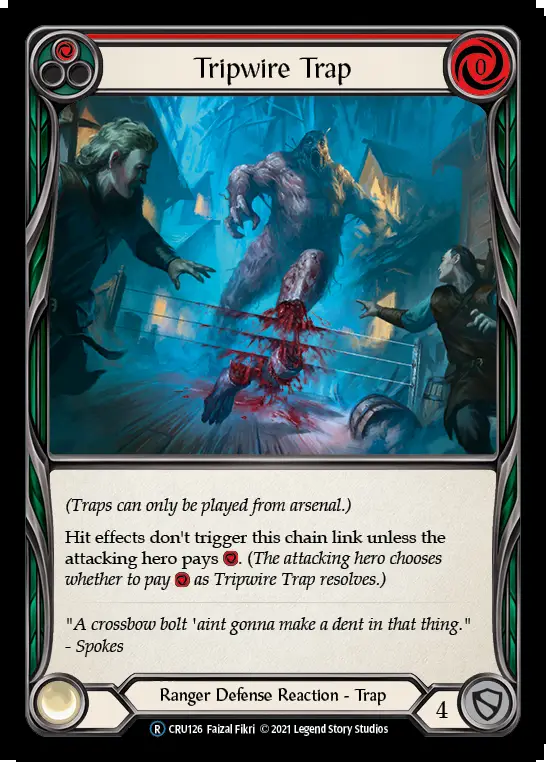 Tripwire Trap
0
(Traps can only be played from arsenal.)
Hit effects don't trigger this chain link unless the
attacking hero pays . (The attacking hero chooses
whether to pay as Tripwire Trap resolves.)
"A crossbow bolt 'aint gonna make a dent in that thing."
- Spokes
Ranger Defense Reaction - Trap
4
R CRU126 Faizal Fikri © 2021 Legend Story Studios